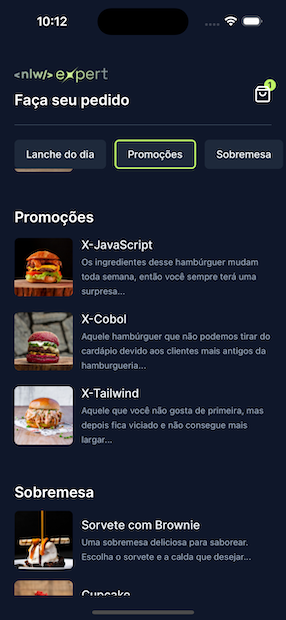 10:12
<nlw/> expert
Faça seu pedido
1
Lanche do dia
Promoções
Sobremesa
Promoções
X-JavaScript
Os ingredientes desse hambúrguer mudam
toda semana, então você sempre terá uma
surpresa...
X-Cobol
Aquele hambúrguer que não podemos tirar do
cardápio devido aos clientes mais antigos da
hamburgueria...
X-Tailwind
Aquele que você não gosta de primeira, mas
depois fica viciado e não consegue mais
largar...
Sobremesa
Sorvete com Brownie
Uma sobremesa deliciosa para saborear.
Escolha o sorvete e a calda que desejar...
Cupcake